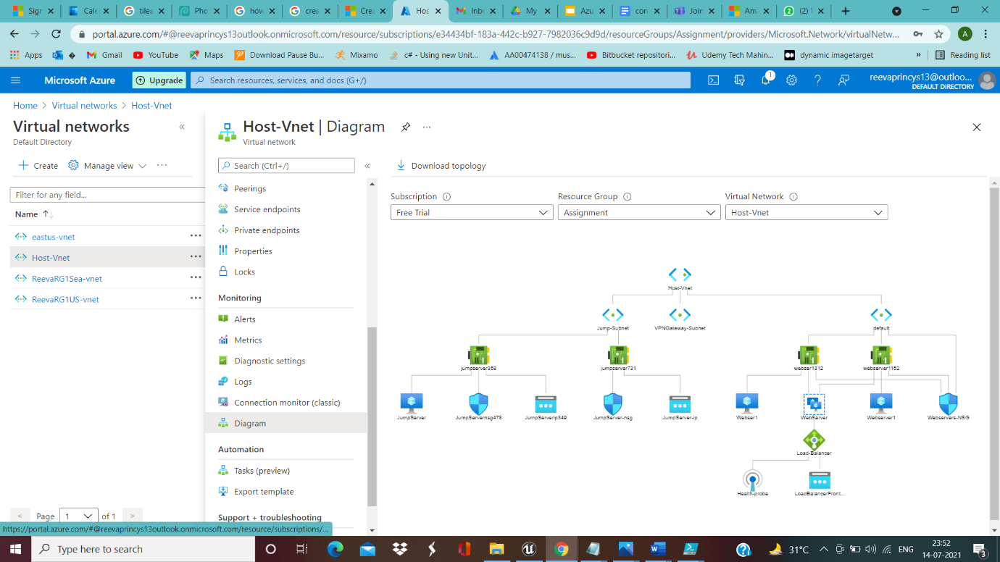 Sign
Cale
tilea
Pho
how
crea
Crea
Hos
Inbo
My
Azu
cori
Join
Ama
(2)
portal.azure.com/#@reevaprincys13outlook.onmicrosoft.com/resource/subscriptions/e34434bf-183a-442c-b927-7982036c9d9d/resourceGroups/Assignment/providers/Microsoft.Network/virtualNetw...
A
Apps
Gmail
YouTube
Maps
Download Pause Bu...
Mixamo
c# - Using new Unit...
AA00474138 / mus...
Bitbucket repositori...
Udemy Tech Mahin...
dynamic imagetarget
»
Reading list
Microsoft Azure
Upgrade
Search resources, services, and docs (G+/)
1
reevaprincys13@outloo...
DEFAULT DIRECTORY
Home > Virtual networks > Host-Vnet
Virtual networks
Default Directory
Create
Manage view
Filter for any field...
Name
eastus-vnet
Host-Vnet
ReevaRG1Sea-vnet
ReevaRG1US-vnet
< Page 1 of 1 >
Host-Vnet | Diagram
Virtual network
Search (Ctrl+/)
Peerings
Service endpoints
Private endpoints
Properties
Locks
Monitoring
Alerts
Metrics
Diagnostic settings
Logs
Connection monitor (classic)
Diagram
Automation
Tasks (preview)
Export template
Support + troubleshooting
Download topology
Subscription
Resource Group
Virtual Network
Free Trial
Assignment
Host-Vnet
Host-Vnet
Jump-Subnet
VPNGateway-Subnet
default
jumpserver368
jumpserver731
webser1312
webserver1152
JumpServer
JumpServernsg478
JumpServerip349
JumpServer-nsg
JumpServer-ip
Webser1
WebServer
Webserver1
Webservers-NSG
Load-Balancer
Health-probe
LoadBalancerFront...
https://portal.azure.com/#@reevaprincys13outlook.onmicrosoft.com/resource/subscriptions/...
Type here to search
31°C
ENG
23:52
14-07-2021
3